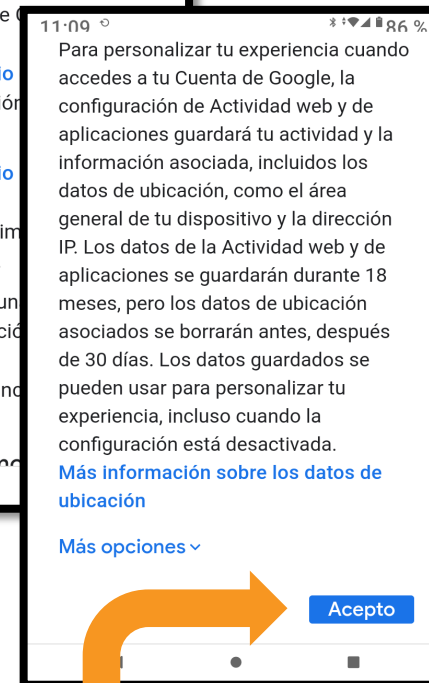 11:09 86 %
Para personalizar tu experiencia cuando
accedes a tu Cuenta de Google, la
configuración de Actividad web y de
aplicaciones guardará tu actividad y la
información asociada, incluidos los
datos de ubicación, como el área
general de tu dispositivo y la dirección
IP. Los datos de la Actividad web y de
aplicaciones se guardarán durante 18
meses, pero los datos de ubicación
asociados se borrarán antes, después
de 30 días. Los datos guardados se
pueden usar para personalizar tu
experiencia, incluso cuando la
configuración está desactivada.
Más información sobre los datos de
ubicación
Más opciones
Acepto